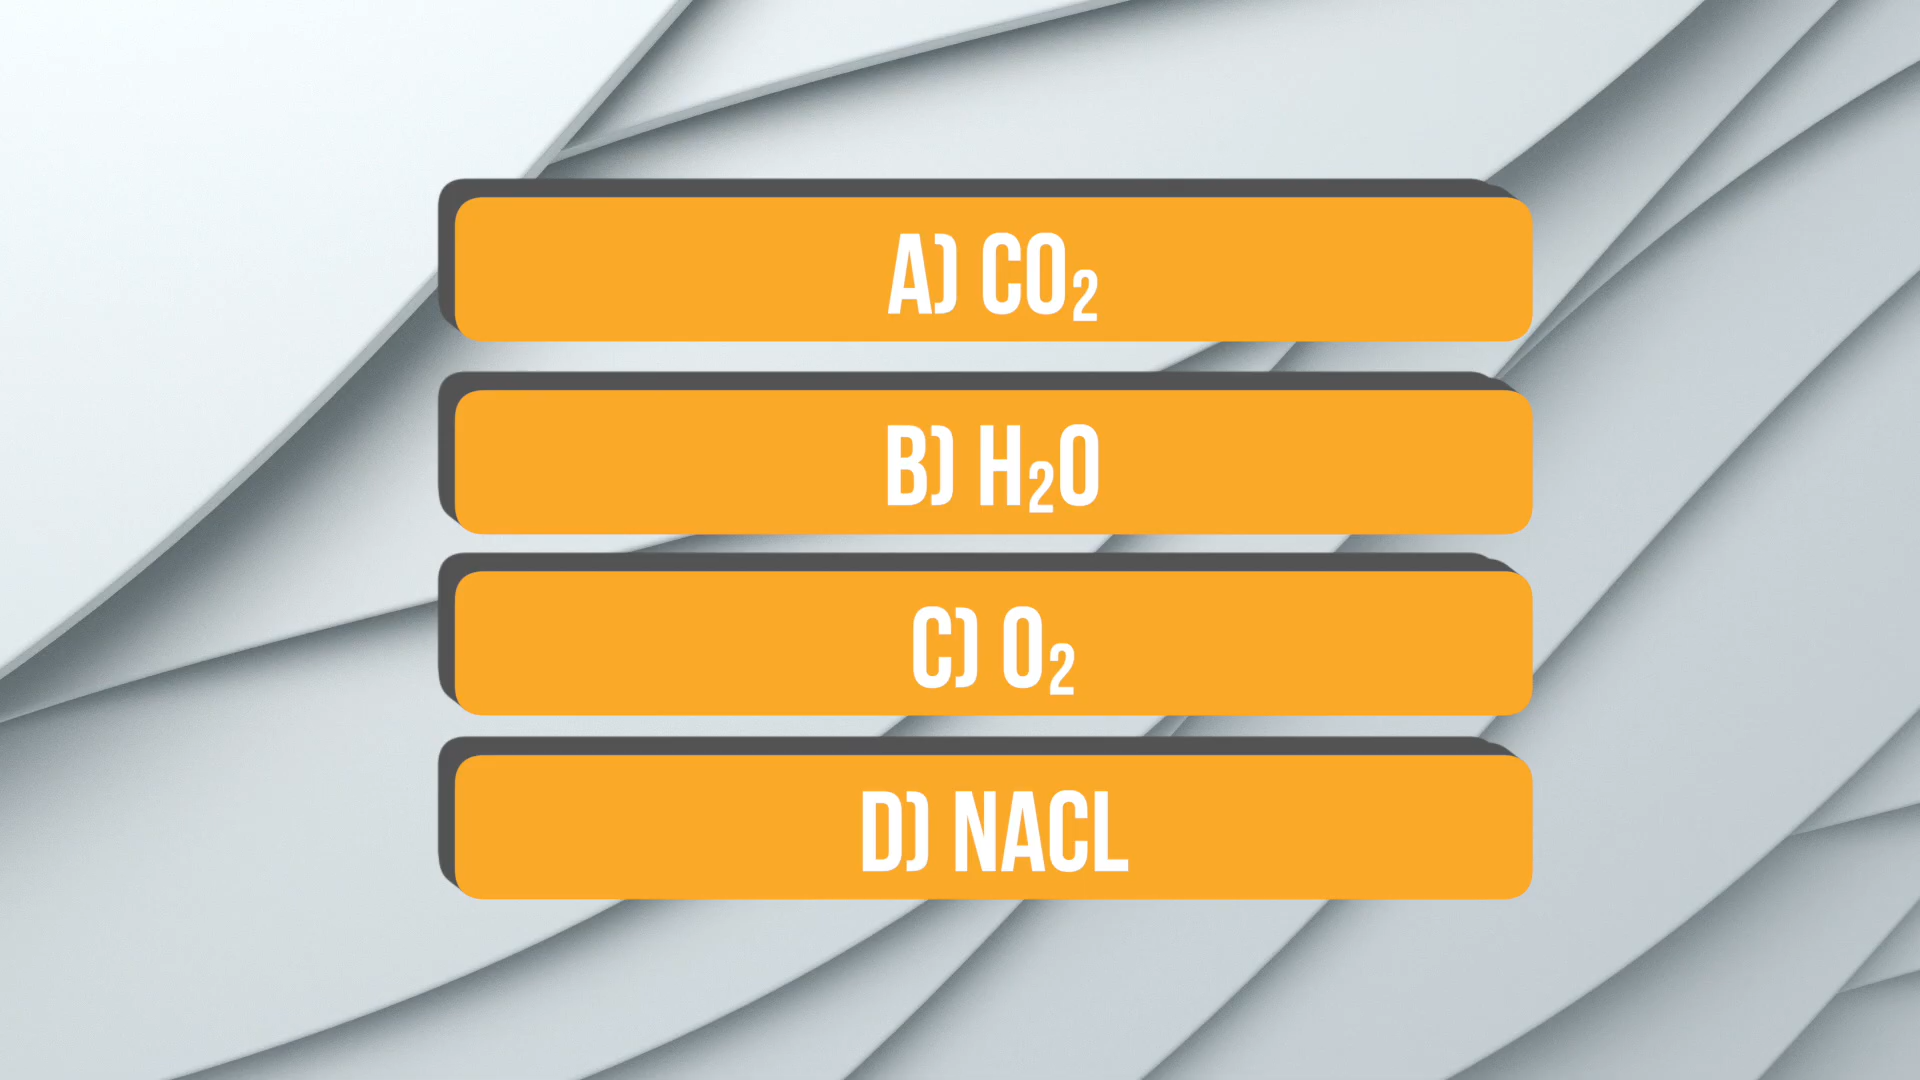 A) CO₂
B) H₂O
C) O₂
D) NACL